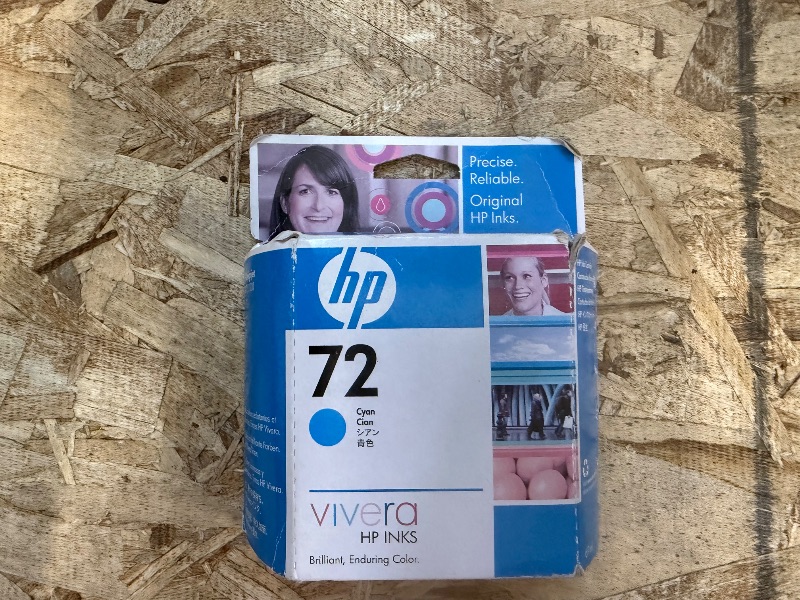 Precise.
Reliable.
Original
HP Inks.
hp
72
Cyan
Cian
シアン
青色
vivera
HP INKS
Brilliant, Enduring Color.